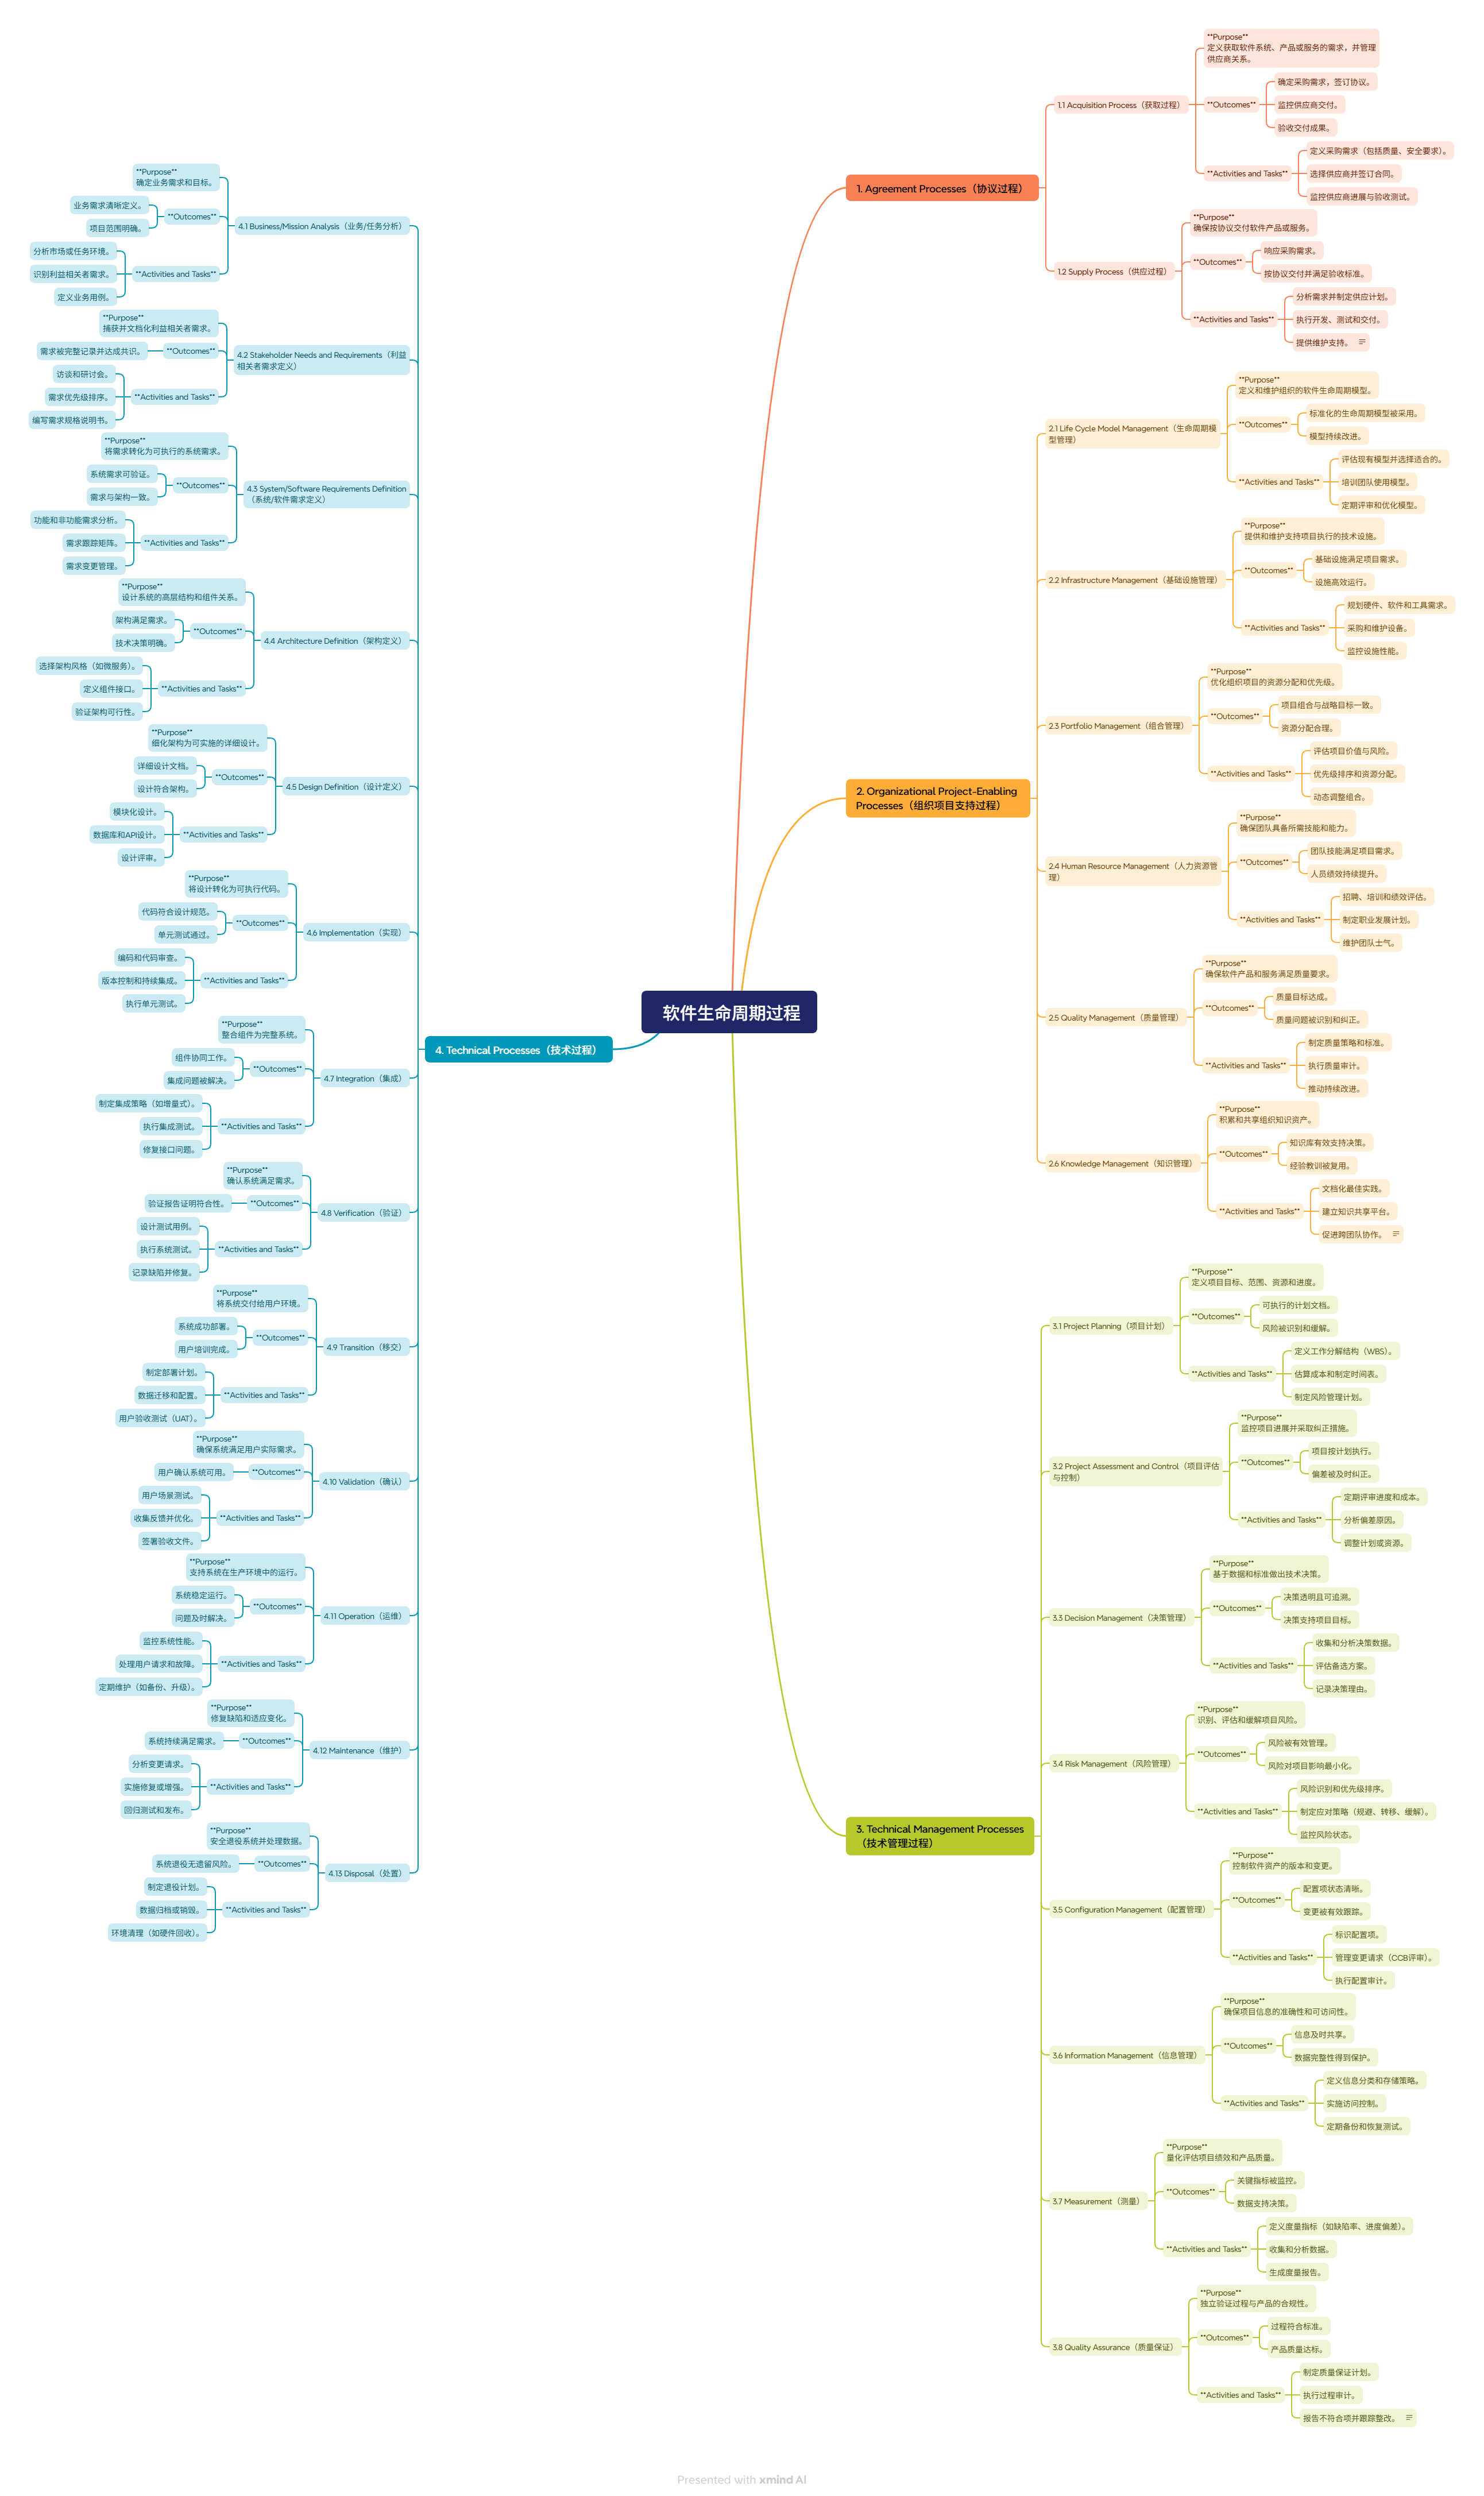 软件生命周期过程
1. Agreement Processes（协议过程）
1.1 Acquisition Process（获取过程）
**Purpose**
定义获取软件系统、产品或服务的需求，并管理
供应商关系。
**Outcomes**
确定采购需求，签订协议。
监控供应商交付。
验收交付成果。
**Activities and Tasks**
定义采购需求（包括质量、安全要求）。
选择供应商并签订合同。
监控供应商进展与验收测试。
1.2 Supply Process（供应过程）
**Purpose**
确保按协议交付软件产品或服务。
**Outcomes**
响应采购需求。
按协议交付并满足验收标准。
**Activities and Tasks**
分析需求并制定供应计划。
执行开发、测试和交付。
提供维护支持。
2. Organizational Project-Enabling
Processes（组织项目支持过程）
2.1 Life Cycle Model Management（生命周期模
型管理）
**Purpose**
定义和维护组织的软件生命周期模型。
**Outcomes**
标准化的生命周期模型被采用。
模型持续改进。
**Activities and Tasks**
评估现有模型并选择适合的。
培训团队使用模型。
定期评审和优化模型。
2.2 Infrastructure Management（基础设施管理）
**Purpose**
提供和维护支持项目执行的技术设施。
**Outcomes**
基础设施满足项目需求。
设施高效运行。
**Activities and Tasks**
规划硬件、软件和工具需求。
采购和维护设备。
监控设施性能。
2.3 Portfolio Management（组合管理）
**Purpose**
优化组织项目的资源分配和优先级。
**Outcomes**
项目组合与战略目标一致。
资源分配合理。
**Activities and Tasks**
评估项目价值与风险。
优先级排序和资源分配。
动态调整组合。
2.4 Human Resource Management（人力资源管
理）
**Purpose**
确保团队具备所需技能和能力。
**Outcomes**
团队技能满足项目需求。
人员绩效持续提升。
**Activities and Tasks**
招聘、培训和绩效评估。
制定职业发展计划。
维护团队士气。
2.5 Quality Management（质量管理）
**Purpose**
确保软件产品和服务满足质量要求。
**Outcomes**
质量目标达成。
质量问题被识别和纠正。
**Activities and Tasks**
制定质量策略和标准。
执行质量审计。
推动持续改进。
2.6 Knowledge Management（知识管理）
**Purpose**
积累和共享组织知识资产。
**Outcomes**
知识库有效支持决策。
经验教训被复用。
**Activities and Tasks**
文档化最佳实践。
建立知识共享平台。
促进跨团队协作。
3. Technical Management Processes
（技术管理过程）
3.1 Project Planning（项目计划）
**Purpose**
定义项目目标、范围、资源和进度。
**Outcomes**
可执行的计划文档。
风险被识别和缓解。
**Activities and Tasks**
定义工作分解结构（WBS）。
估算成本和制定时间表。
制定风险管理计划。
3.2 Project Assessment and Control（项目评估
与控制）
**Purpose**
监控项目进展并采取纠正措施。
**Outcomes**
项目按计划执行。
偏差被及时纠正。
**Activities and Tasks**
定期评审进度和成本。
分析偏差原因。
调整计划或资源。
3.3 Decision Management（决策管理）
**Purpose**
基于数据和标准做出技术决策。
**Outcomes**
决策透明且可追溯。
决策支持项目目标。
**Activities and Tasks**
收集和分析决策数据。
评估备选方案。
记录决策理由。
3.4 Risk Management（风险管理）
**Purpose**
识别、评估和缓解项目风险。
**Outcomes**
风险被有效管理。
风险对项目影响最小化。
**Activities and Tasks**
风险识别和优先级排序。
制定应对策略（规避、转移、缓解）。
监控风险状态。
3.5 Configuration Management（配置管理）
**Purpose**
控制软件资产的版本和变更。
**Outcomes**
配置项状态清晰。
变更被有效跟踪。
**Activities and Tasks**
标识配置项。
管理变更请求（CCB评审）。
执行配置审计。
3.6 Information Management（信息管理）
**Purpose**
确保项目信息的准确性和可访问性。
**Outcomes**
信息及时共享。
数据完整性得到保护。
**Activities and Tasks**
定义信息分类和存储策略。
实施访问控制。
定期备份和恢复测试。
3.7 Measurement（测量）
**Purpose**
量化评估项目绩效和产品质量。
**Outcomes**
关键指标被监控。
数据支持决策。
**Activities and Tasks**
定义度量指标（如缺陷率、进度偏差）。
收集和分析数据。
生成度量报告。
3.8 Quality Assurance（质量保证）
**Purpose**
独立验证过程与产品的合规性。
**Outcomes**
过程符合标准。
产品质量达标。
**Activities and Tasks**
制定质量保证计划。
执行过程审计。
报告不符合项并跟踪整改。
4. Technical Processes（技术过程）
4.1 Business/Mission Analysis（业务/任务分析）
**Purpose**
确定业务需求和目标。
**Outcomes**
业务需求清晰定义。
项目范围明确。
**Activities and Tasks**
分析市场或任务环境。
识别利益相关者需求。
定义业务用例。
4.2 Stakeholder Needs and Requirements（利益
相关者需求定义）
**Purpose**
捕获并文档化利益相关者需求。
**Outcomes**
需求被完整记录并达成共识。
**Activities and Tasks**
访谈和研讨会。
需求优先级排序。
编写需求规格说明书。
4.3 System/Software Requirements Definition
（系统/软件需求定义）
**Purpose**
将需求转化为可执行的系统需求。
**Outcomes**
系统需求可验证。
需求与架构一致。
**Activities and Tasks**
功能和非功能需求分析。
需求跟踪矩阵。
需求变更管理。
4.4 Architecture Definition（架构定义）
**Purpose**
设计系统的高层结构和组件关系。
**Outcomes**
架构满足需求。
技术决策明确。
**Activities and Tasks**
选择架构风格（如微服务）。
定义组件接口。
验证架构可行性。
4.5 Design Definition（设计定义）
**Purpose**
细化架构为可实施的详细设计。
**Outcomes**
详细设计文档。
设计符合架构。
**Activities and Tasks**
模块化设计。
数据库和API设计。
设计评审。
4.6 Implementation（实现）
**Purpose**
将设计转化为可执行代码。
**Outcomes**
代码符合设计规范。
单元测试通过。
**Activities and Tasks**
编码和代码审查。
版本控制和持续集成。
执行单元测试。
4.7 Integration（集成）
**Purpose**
整合组件为完整系统。
**Outcomes**
组件协同工作。
集成问题被解决。
**Activities and Tasks**
制定集成策略（如增量式）。
执行集成测试。
修复接口问题。
4.8 Verification（验证）
**Purpose**
确认系统满足需求。
**Outcomes**
验证报告证明符合性。
**Activities and Tasks**
设计测试用例。
执行系统测试。
记录缺陷并修复。
4.9 Transition（移交）
**Purpose**
将系统交付给用户环境。
**Outcomes**
系统成功部署。
用户培训完成。
**Activities and Tasks**
制定部署计划。
数据迁移和配置。
用户验收测试（UAT）。
4.10 Validation（确认）
**Purpose**
确保系统满足用户实际需求。
**Outcomes**
用户确认系统可用。
**Activities and Tasks**
用户场景测试。
收集反馈并优化。
签署验收文件。
4.11 Operation（运维）
**Purpose**
支持系统在生产环境中的运行。
**Outcomes**
系统稳定运行。
问题及时解决。
**Activities and Tasks**
监控系统性能。
处理用户请求和故障。
定期维护（如备份、升级）。
4.12 Maintenance（维护）
**Purpose**
修复缺陷和适应变化。
**Outcomes**
系统持续满足需求。
**Activities and Tasks**
分析变更请求。
实施修复或增强。
回归测试和发布。
4.13 Disposal（处置）
**Purpose**
安全退役系统并处理数据。
**Outcomes**
系统退役无遗留风险。
**Activities and Tasks**
制定退役计划。
数据归档或销毁。
环境清理（如硬件回收）。
Presented with xmind AI